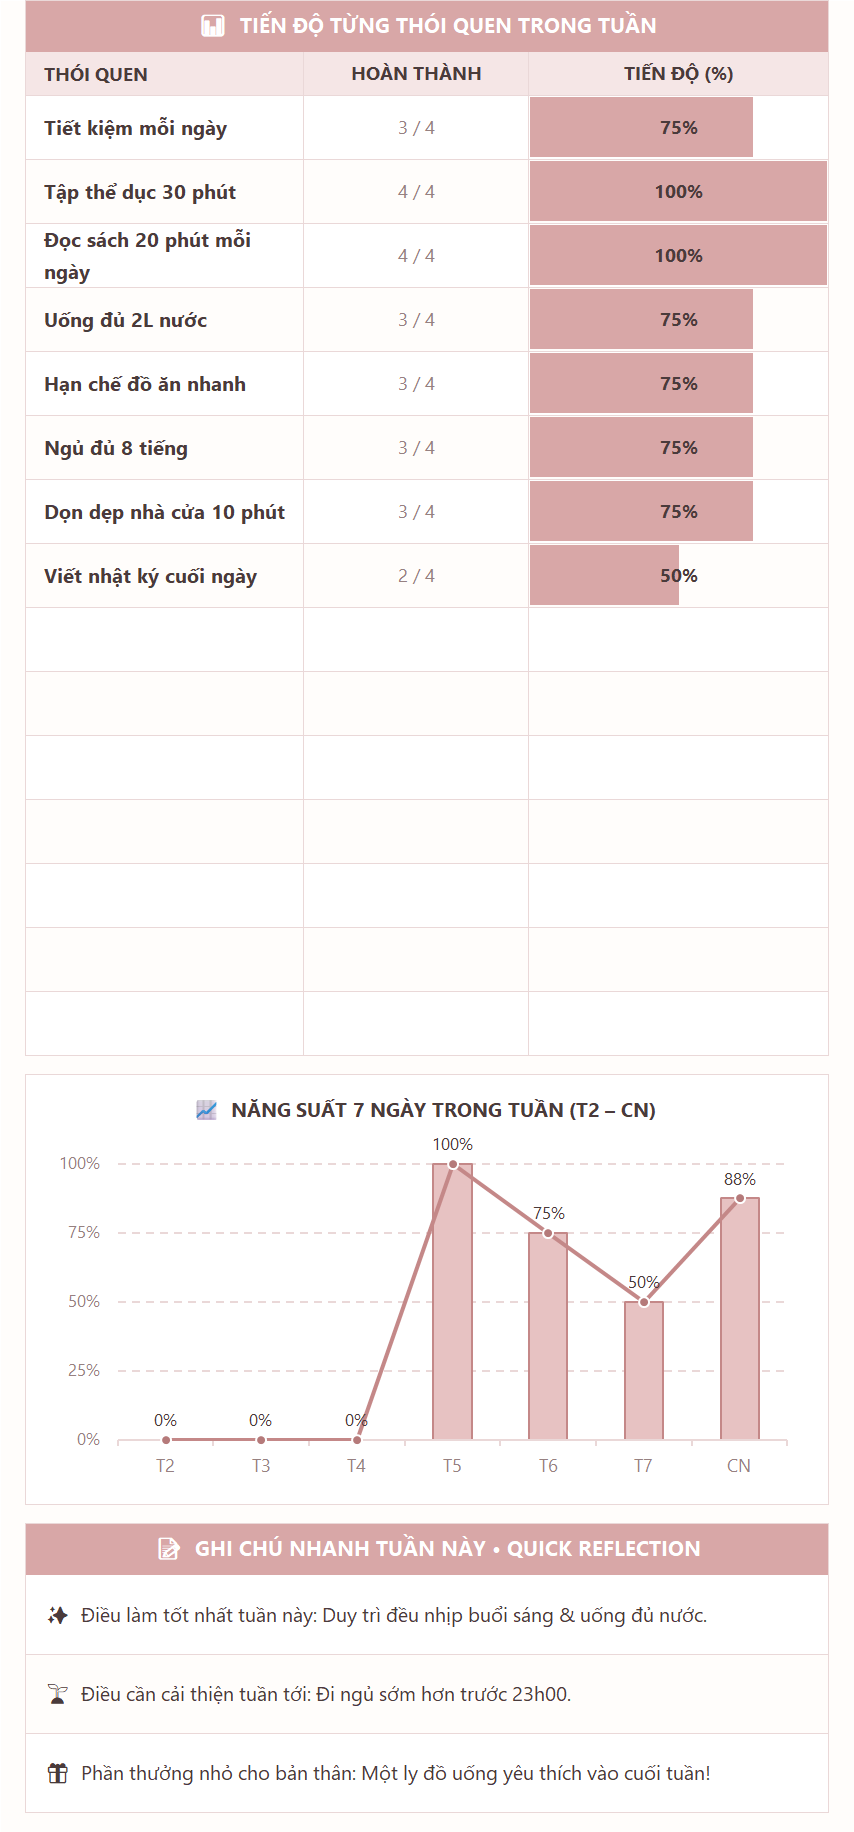 TIẾN ĐỘ TỪNG THÓI QUEN TRONG TUẦN
THÓI QUEN HOÀN THÀNH TIẾN ĐỘ (%)
Tiết kiệm mỗi ngày 3 / 4 75%
Tập thể dục 30 phút 4 / 4 100%
Đọc sách 20 phút mỗi
ngày 4 / 4 100%
Uống đủ 2L nước 3 / 4 75%
Hạn chế đồ ăn nhanh 3 / 4 75%
Ngủ đủ 8 tiếng 3 / 4 75%
Dọn dẹp nhà cửa 10 phút 3 / 4 75%
Viết nhật ký cuối ngày 2 / 4 50%
NĂNG SUẤT 7 NGÀY TRONG TUẦN (T2 – CN)
100%
100%
88%
75%
75%
50%
50%
25%
0% 0% 0%
0%
T2 T3 T4 T5 T6 T7 CN
GHI CHÚ NHANH TUẦN NÀY • QUICK REFLECTION
Điều làm tốt nhất tuần này: Duy trì đều nhịp buổi sáng & uống đủ nước.
Điều cần cải thiện tuần tới: Đi ngủ sớm hơn trước 23h00.
Phần thưởng nhỏ cho bản thân: Một ly đồ uống yêu thích vào cuối tuần!